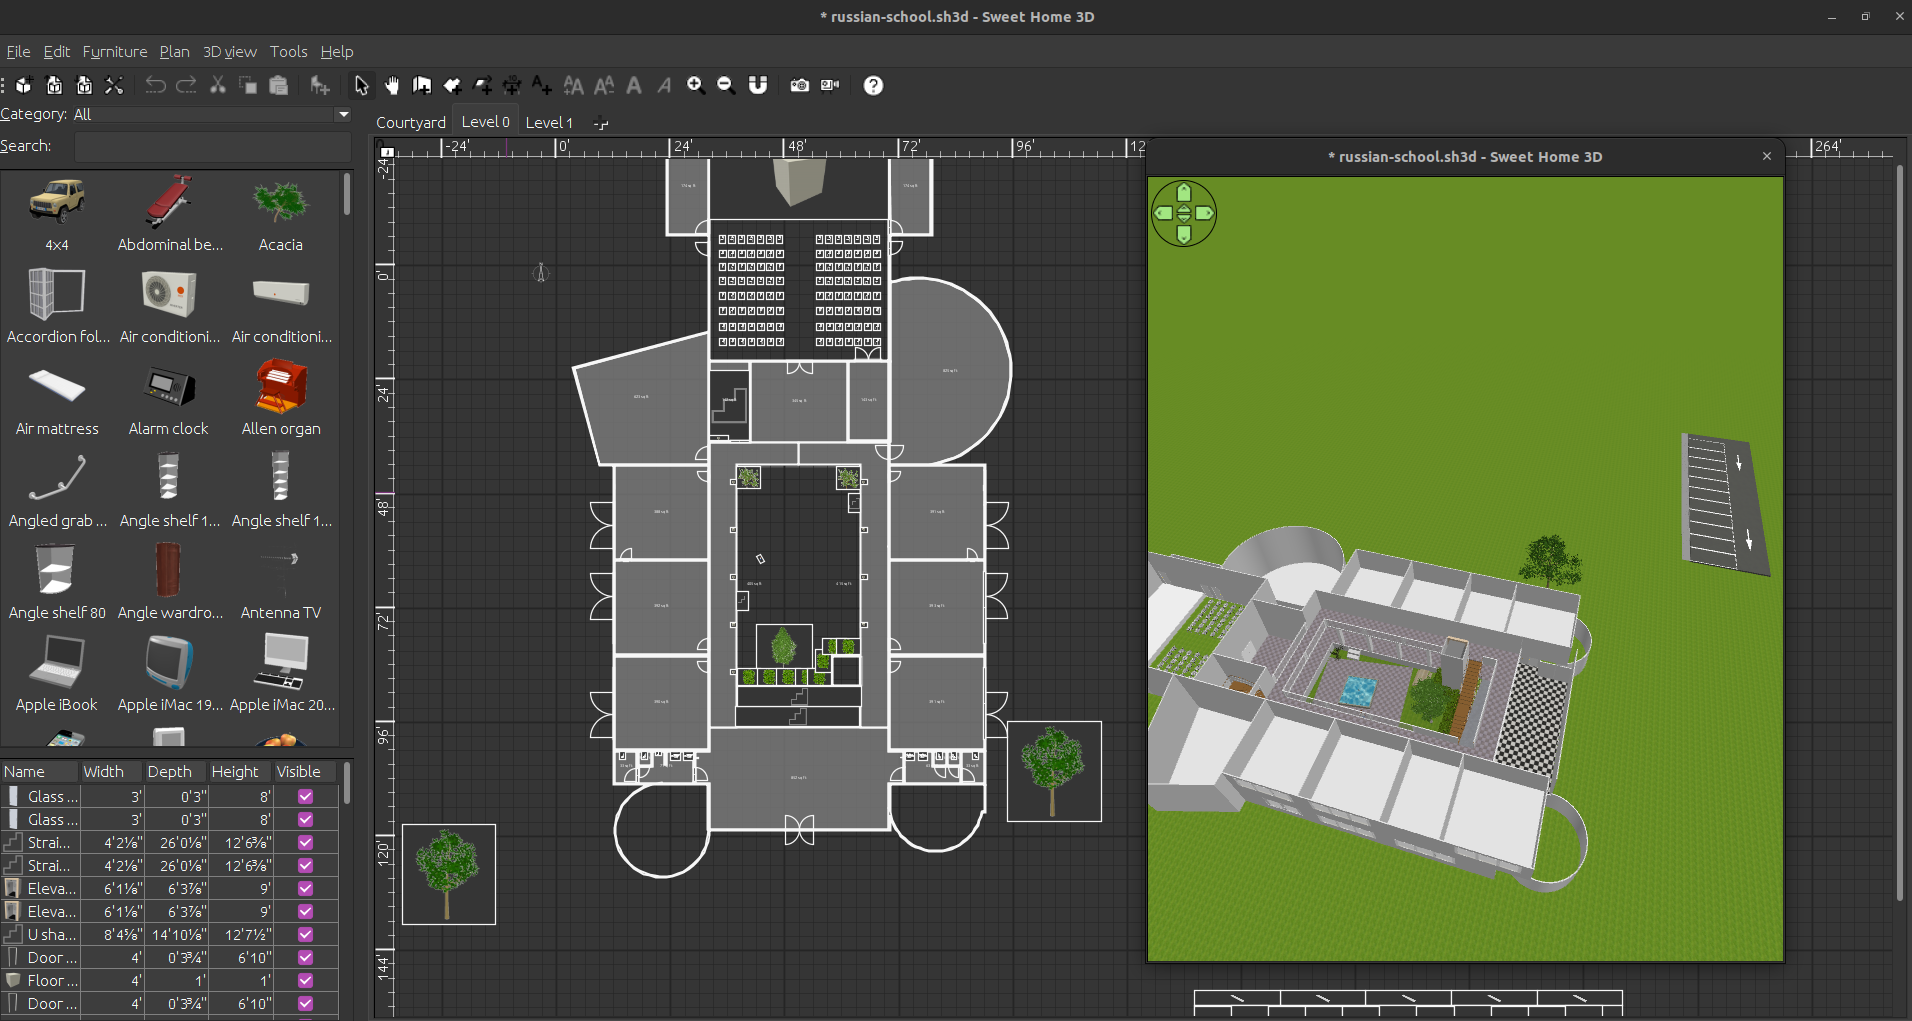 * russian-school.sh3d - Sweet Home 3D
File Edit Furniture Plan 3D view Tools Help
Category: All
Search:
Courtyard Level 0 Level 1
-24' 0' 24' 48' 72' 96' 12 264'
-24'
0'
24'
48'
72'
96'
120'
144'
* russian-school.sh3d - Sweet Home 3D
4x4 Abdominal be... Acacia
Accordion fol... Air conditioni... Air conditioni...
Air mattress Alarm clock Allen organ
Angled grab ... Angle shelf 1... Angle shelf 1...
Angle shelf 80 Angle wardro... Antenna TV
Apple iBook Apple iMac 19... Apple iMac 20...
Name Width Depth Height Visible
Glass ... 3' 0'3" 8'
Glass ... 3' 0'3" 8'
Strai... 4'2⅛" 26'0⅛" 12'6⅜"
Strai... 4'2⅛" 26'0⅛" 12'6⅜"
Eleva... 6'1⅛" 6'3⅞" 9'
Eleva... 6'1⅛" 6'3⅞" 9'
U sha... 8'4⅝" 14'10⅛" 12'7½"
Door ... 4' 0'3¾" 6'10"
Floor ... 4' 1' 1'
Door ... 4' 0'3¾" 6'10"